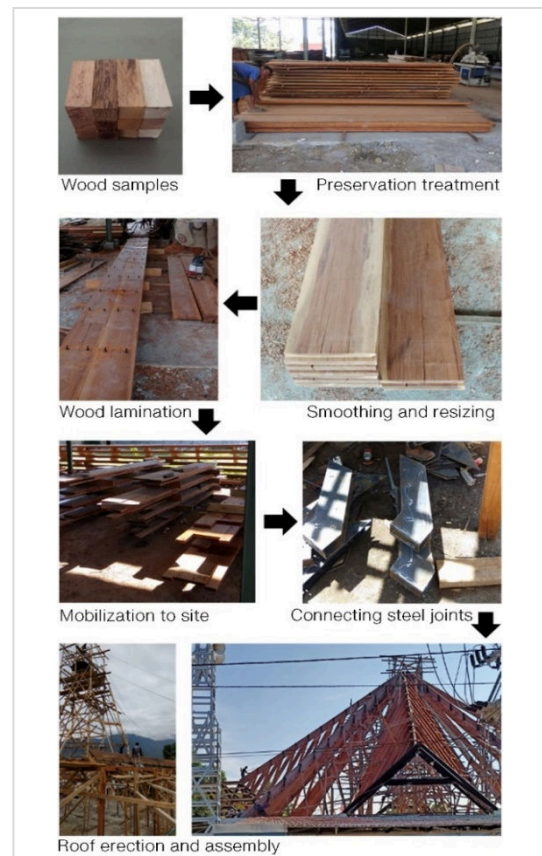 Wood samples
Preservation treatment
Wood lamination
Smoothing and resizing
Mobilization to site
Connecting steel joints
Roof erection and assembly